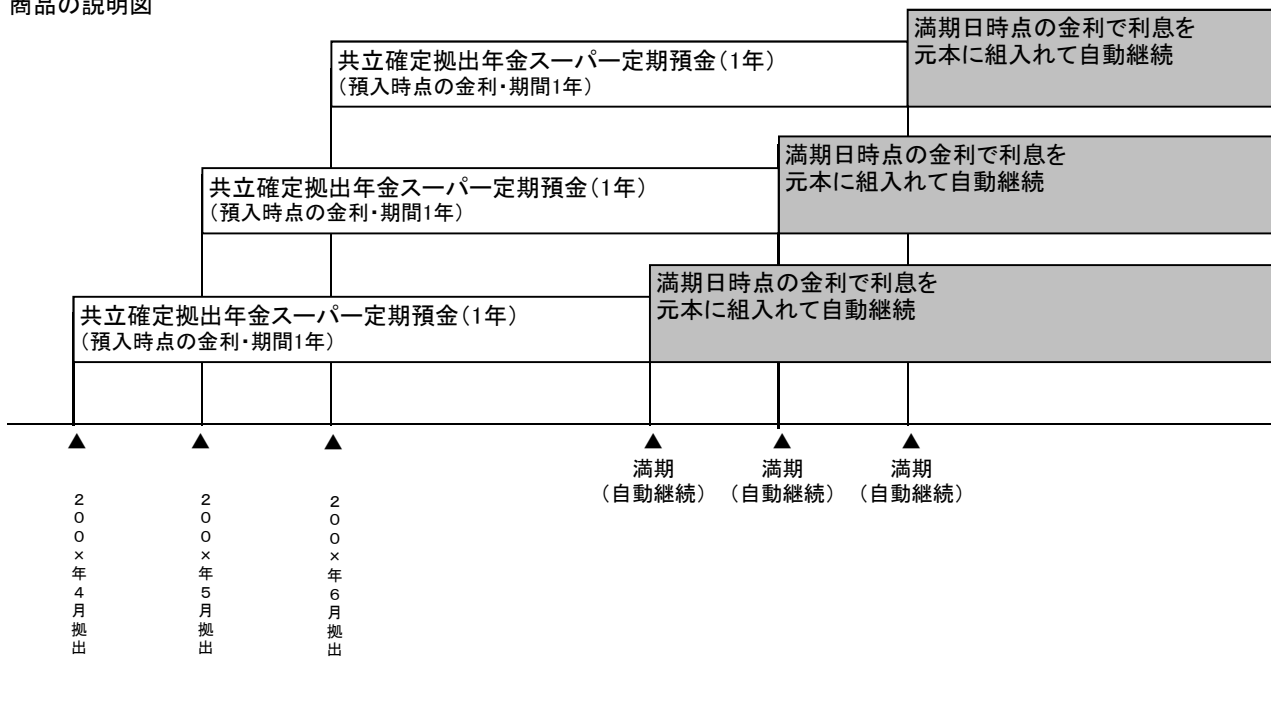 商品の説明図
満期日時点の金利で利息を
元本に組入れて自動継続
共立確定拠出年金スーパー定期預金(1年)
(預入時点の金利・期間1年)
満期日時点の金利で利息を
元本に組入れて自動継続
共立確定拠出年金スーパー定期預金(1年)
(預入時点の金利・期間1年)
満期日時点の金利で利息を
元本に組入れて自動継続
共立確定拠出年金スーパー定期預金(1年)
(預入時点の金利・期間1年)
▲ ▲ ▲ ▲ ▲ ▲
満期 満期 満期
(自動継続) (自動継続) (自動継続)
200×年4月拠出
200×年5月拠出
200×年6月拠出